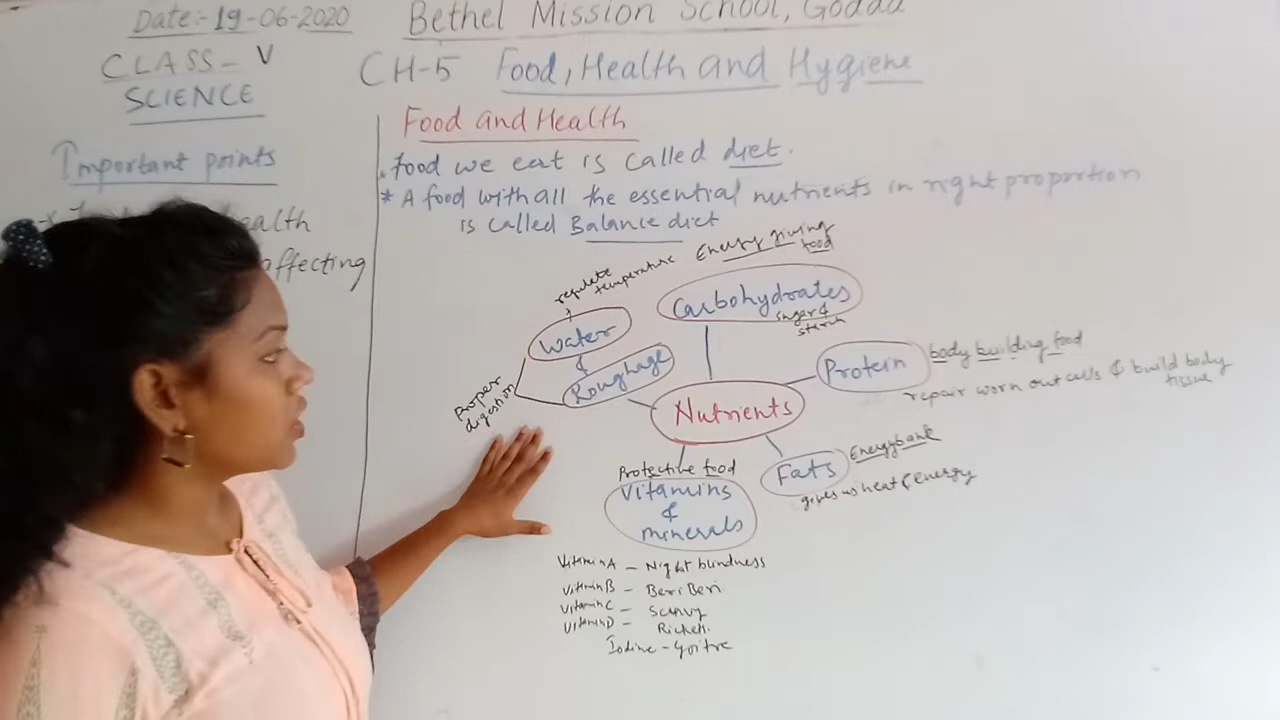 Date:- 19-06-2020
Bethel Mission School, Godda
CLASS - V
SCIENCE
CH-5 Food, Health and Hygiene
Important points
health
affecting
Food and Health
food we eat is called diet.
* A food with all the essential nutrients in right proportion
is called Balance diet
regulate
temperature
Energy giving
food
Water
&
Roughage
Proper
digestion
Carbohydrates
sugar &
starch
Protein
body building food
repair worn out cells & build body
tissue
Nutrients
Fats
Energy bank
gives us heat & energy
Protective food
Vitamins
&
minerals
Vitamin A - Night blindness
Vitamin B - Beri Beri
Vitamin C - Scurvy
Vitamin D - Rickets.
Iodine - Goitre